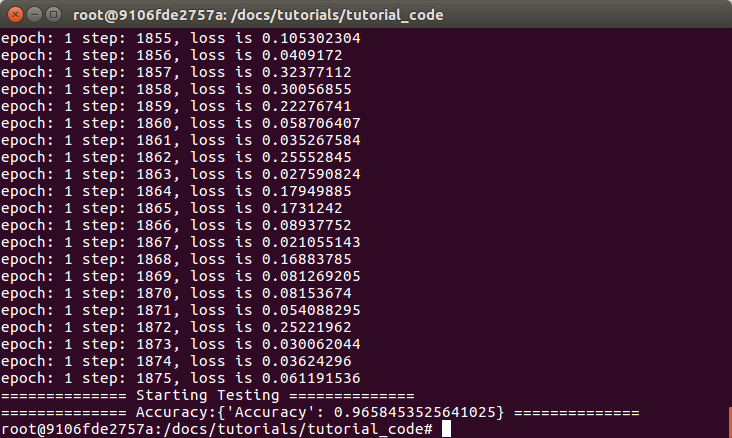 root@9106fde2757a: /docs/tutorials/tutorial_code
epoch: 1 step: 1855, loss is 0.105302304
epoch: 1 step: 1856, loss is 0.0409172
epoch: 1 step: 1857, loss is 0.32377112
epoch: 1 step: 1858, loss is 0.30056855
epoch: 1 step: 1859, loss is 0.22276741
epoch: 1 step: 1860, loss is 0.058706407
epoch: 1 step: 1861, loss is 0.035267584
epoch: 1 step: 1862, loss is 0.25552845
epoch: 1 step: 1863, loss is 0.027590824
epoch: 1 step: 1864, loss is 0.17949885
epoch: 1 step: 1865, loss is 0.1731242
epoch: 1 step: 1866, loss is 0.08937752
epoch: 1 step: 1867, loss is 0.021055143
epoch: 1 step: 1868, loss is 0.16883785
epoch: 1 step: 1869, loss is 0.081269205
epoch: 1 step: 1870, loss is 0.08153674
epoch: 1 step: 1871, loss is 0.054088295
epoch: 1 step: 1872, loss is 0.25221962
epoch: 1 step: 1873, loss is 0.030062044
epoch: 1 step: 1874, loss is 0.03624296
epoch: 1 step: 1875, loss is 0.061191536
============== Starting Testing ==============
============== Accuracy:{'Accuracy': 0.9658453525641025} ==============
root@9106fde2757a:/docs/tutorials/tutorial_code#